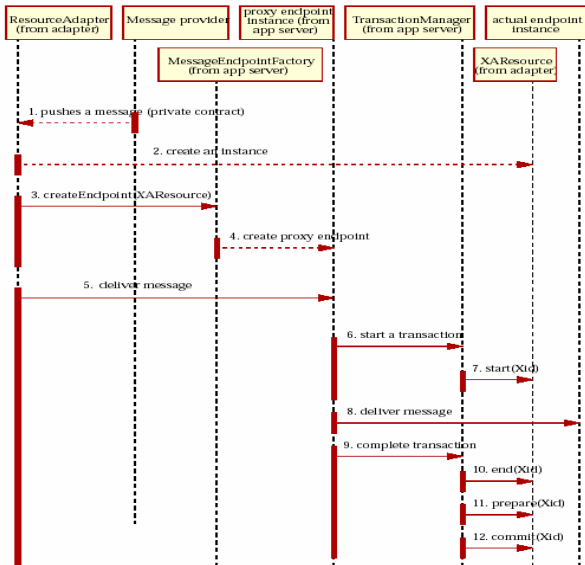 ResourceAdapter
(from adapter)
Message provider
proxy endpoint
instance (from
app server)
TransactionManager
(from app server)
actual endpoint
instance
MessageEndpointFactory
(from app server)
XAResource
(from adapter)
1. pushes a message (private contract)
2. create an instance
3. createEndpoint(XAResource)
4. create proxy endpoint
5. deliver message
6. start a transaction
7. start(Xid)
8. deliver message
9. complete transaction
10. end(Xid)
11. prepare(Xid)
12. commit(Xid)